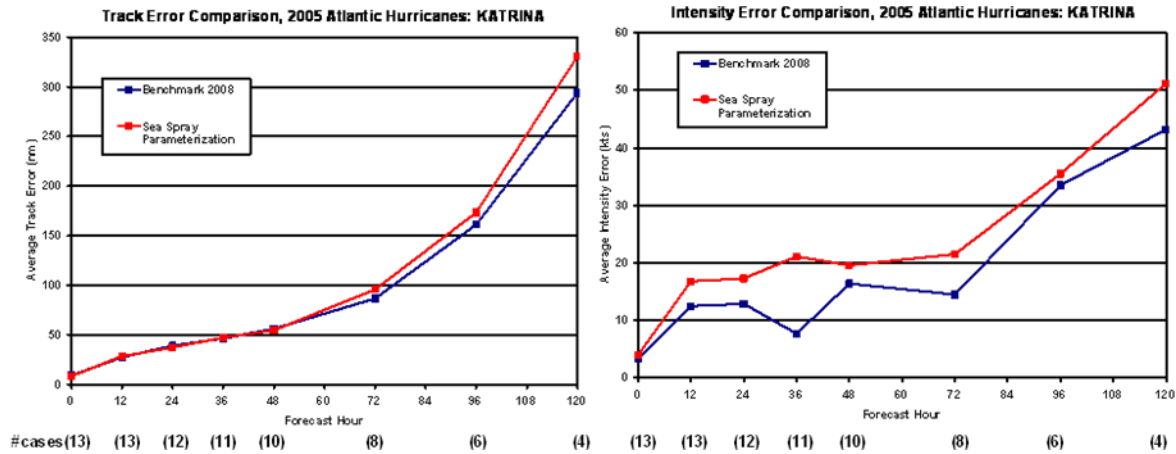 Track Error Comparison, 2005 Atlantic Hurricanes: KATRINA
350
300
250
200
150
100
50
0
Average Track Error (nm)
Benchmark 2008
Sea Spray
Parameterization
0 12 24 36 48 60 72 84 96 108 120
Forecast Hour
#cases (13) (13) (12) (11) (10) (8) (6) (4)
Intensity Error Comparison, 2005 Atlantic Hurricanes: KATRINA
60
50
40
30
20
10
0
Average Intensity Error (kts)
Benchmark 2008
Sea Spray
Parameterization
0 12 24 36 48 60 72 84 96 108 120
Forecast Hour
(13) (13) (12) (11) (10) (8) (6) (4)